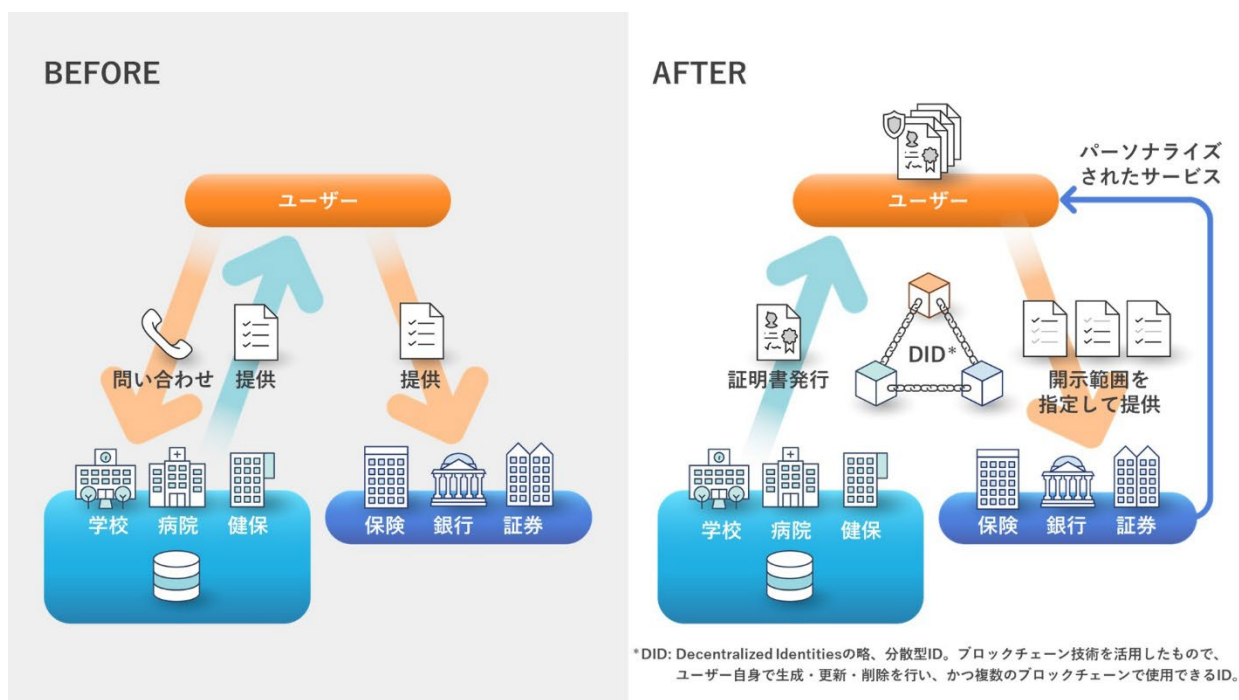 BEFORE
ユーザー
問い合わせ
提供
提供
学校
病院
健保
保険
銀行
証券
AFTER
パーソナライズ
されたサービス
ユーザー
証明書発行
DID*
開示範囲を
指定して提供
学校
病院
健保
保険
銀行
証券
*DID: Decentralized Identitiesの略、分散型ID。ブロックチェーン技術を活用したもので、
ユーザー自身で生成・更新・削除を行い、かつ複数のブロックチェーンで使用できるID。